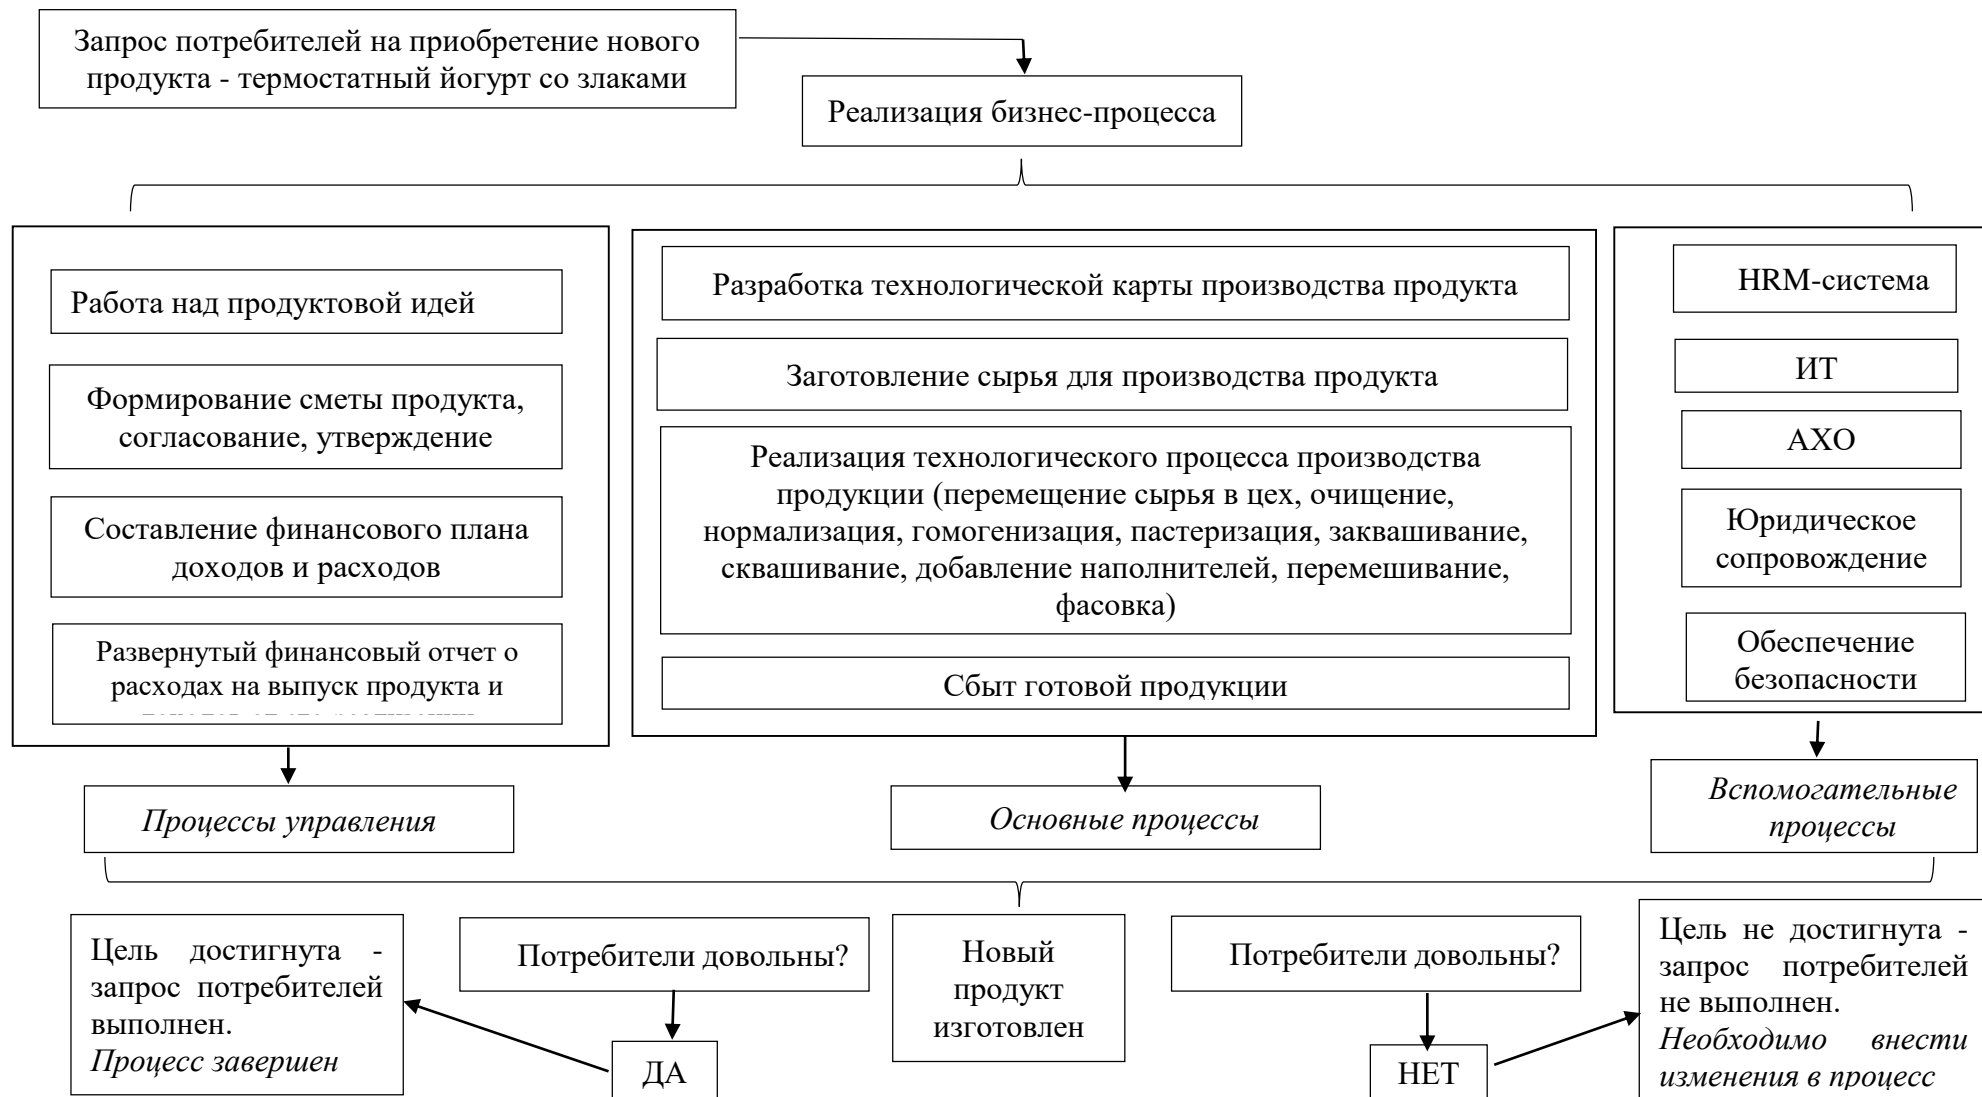 Запрос потребителей на приобретение нового
продукта - термостатный йогурт со злаками
Реализация бизнес-процесса
Работа над продуктовой идей
Формирование сметы продукта,
согласование, утверждение
Составление финансового плана
доходов и расходов
Развернутый финансовый отчет о
расходах на выпуск продукта и
Разработка технологической карты производства продукта
Заготовление сырья для производства продукта
Реализация технологического процесса производства
продукции (перемещение сырья в цех, очищение,
нормализация, гомогенизация, пастеризация, заквашивание,
сквашивание, добавление наполнителей, перемешивание,
фасовка)
Сбыт готовой продукции
HRM-система
ИТ
АХО
Юридическое
сопровождение
Обеспечение
безопасности
Процессы управления
Основные процессы
Вспомогательные
процессы
Цель достигнута -
запрос потребителей
выполнен.
Процесс завершен
Потребители довольны?
ДА
Новый
продукт
изготовлен
Потребители довольны?
НЕТ
Цель не достигнута -
запрос потребителей
не выполнен.
Необходимо внести
изменения в процесс